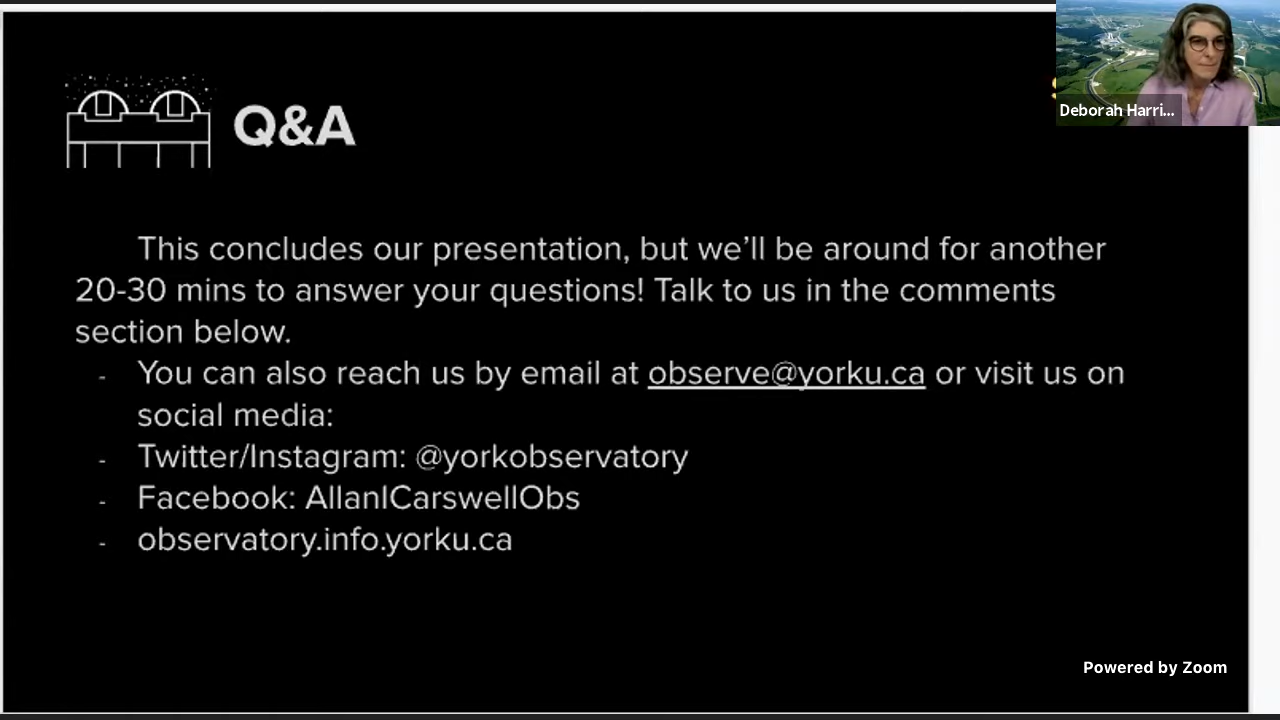 Deborah Harri...
Q&A
This concludes our presentation, but we’ll be around for another
20-30 mins to answer your questions! Talk to us in the comments
section below.
- You can also reach us by email at observe@yorku.ca or visit us on
social media:
- Twitter/Instagram: @yorkobservatory
- Facebook: AllanICarswellObs
- observatory.info.yorku.ca
Powered by Zoom